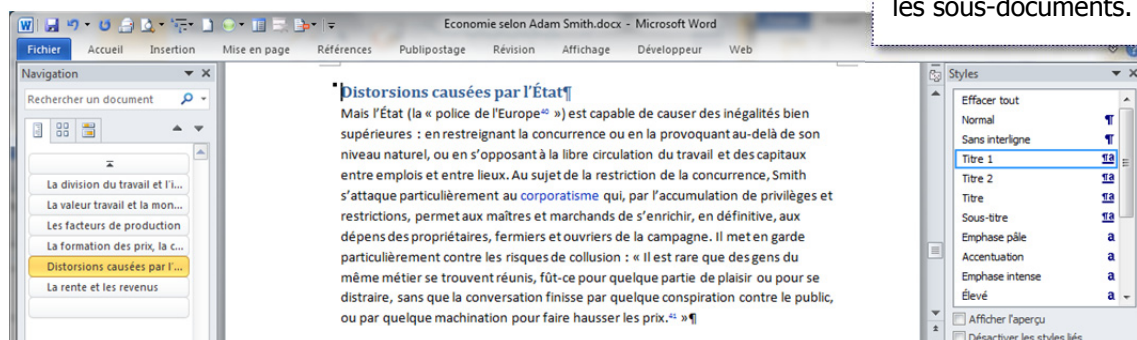 les sous-documents.
Economie selon Adam Smith.docx - Microsoft Word
Fichier Accueil Insertion Mise en page Références Publipostage Révision Affichage Développeur Web
Navigation
Rechercher un document
La division du travail et l'i...
La valeur travail et la mon...
Les facteurs de production
La formation des prix, la c...
Distorsions causées par l'...
La rente et les revenus
Distorsions causées par l'État¶
Mais l'État (la « police de l'Europe⁴⁰ ») est capable de causer des inégalités bien
supérieures : en restreignant la concurrence ou en la provoquant au-delà de son
niveau naturel, ou en s'opposant à la libre circulation du travail et des capitaux
entre emplois et entre lieux. Au sujet de la restriction de la concurrence, Smith
s'attaque particulièrement au corporatisme qui, par l'accumulation de privilèges et
restrictions, permet aux maîtres et marchands de s'enrichir, en définitive, aux
dépens des propriétaires, fermiers et ouvriers de la campagne. Il met en garde
particulièrement contre les risques de collusion : « Il est rare que des gens du
même métier se trouvent réunis, fût-ce pour quelque partie de plaisir ou pour se
distraire, sans que la conversation finisse par quelque conspiration contre le public,
ou par quelque machination pour faire hausser les prix.⁴¹ »¶
Styles
Effacer tout
Normal ¶
Sans interligne ¶
Titre 1 ¶a
Titre 2 ¶a
Titre ¶a
Sous-titre ¶a
Emphase pâle a
Accentuation a
Emphase intense a
Élevé a
Afficher l'aperçu
Désactiver les styles liés